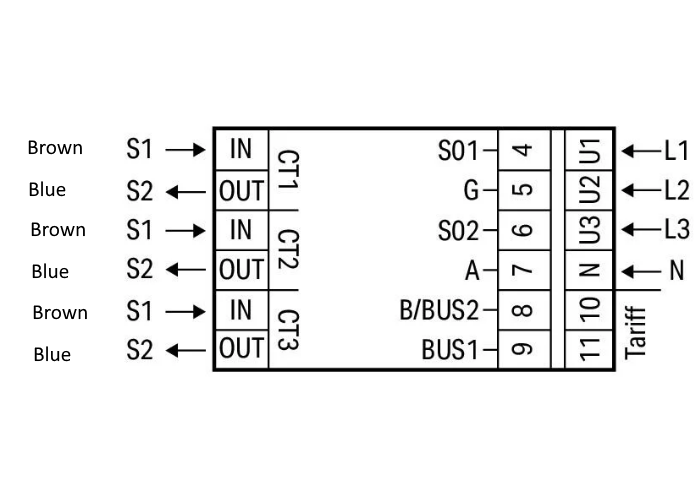 Brown S1 IN SO1 4 U1 L1
Blue S2 OUT CT1 G 5 U2 L2
Brown S1 IN SO2 6 U3 L3
Blue S2 OUT CT2 A 7 N N
Brown S1 IN B/BUS2 8 10
Blue S2 OUT CT3 BUS1 9 11 Tariff